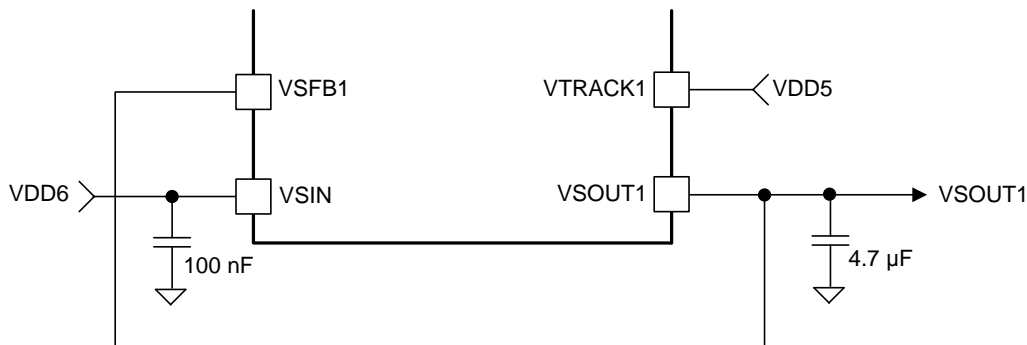 VSFB1
VTRACK1
VDD5
VDD6
VSIN
VSOUT1
VSOUT1
100 nF
4.7 µF